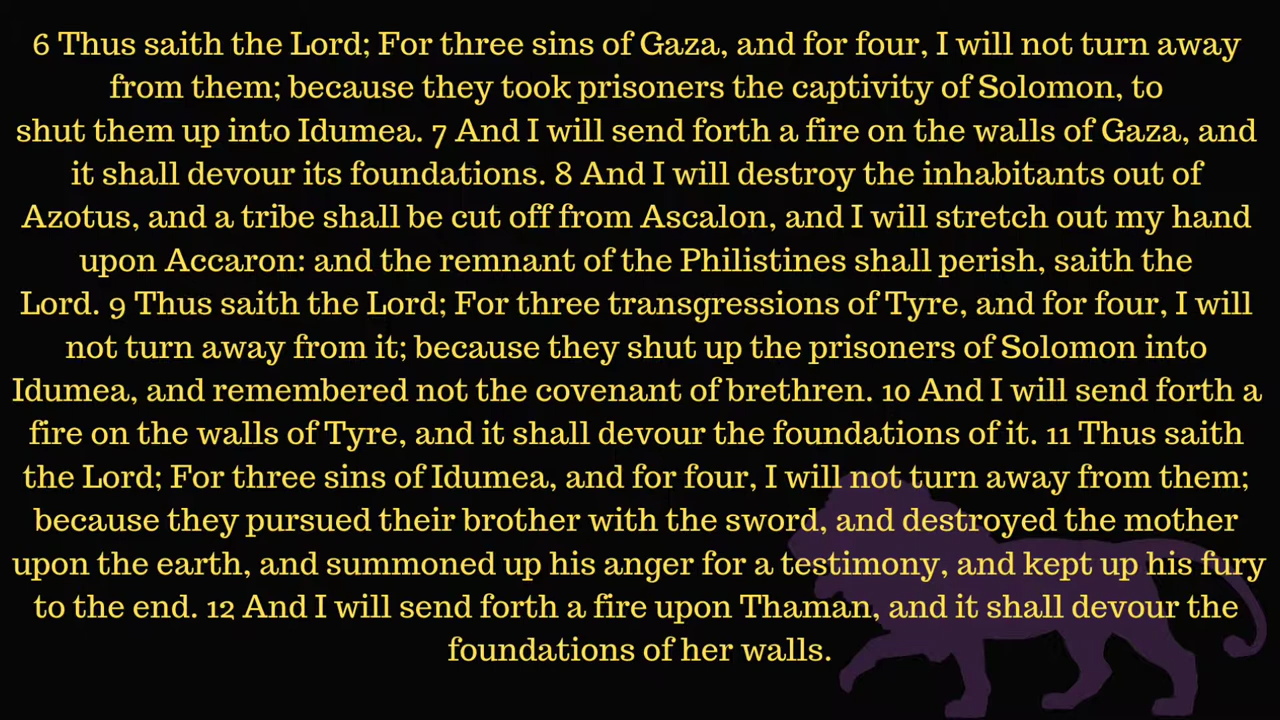 6 Thus saith the Lord; For three sins of Gaza, and for four, I will not turn away
from them; because they took prisoners the captivity of Solomon, to
shut them up into Idumea. 7 And I will send forth a fire on the walls of Gaza, and
it shall devour its foundations. 8 And I will destroy the inhabitants out of
Azotus, and a tribe shall be cut off from Ascalon, and I will stretch out my hand
upon Accaron: and the remnant of the Philistines shall perish, saith the
Lord. 9 Thus saith the Lord; For three transgressions of Tyre, and for four, I will
not turn away from it; because they shut up the prisoners of Solomon into
Idumea, and remembered not the covenant of brethren. 10 And I will send forth a
fire on the walls of Tyre, and it shall devour the foundations of it. 11 Thus saith
the Lord; For three sins of Idumea, and for four, I will not turn away from them;
because they pursued their brother with the sword, and destroyed the mother
upon the earth, and summoned up his anger for a testimony, and kept up his fury
to the end. 12 And I will send forth a fire upon Thaman, and it shall devour the
foundations of her walls.